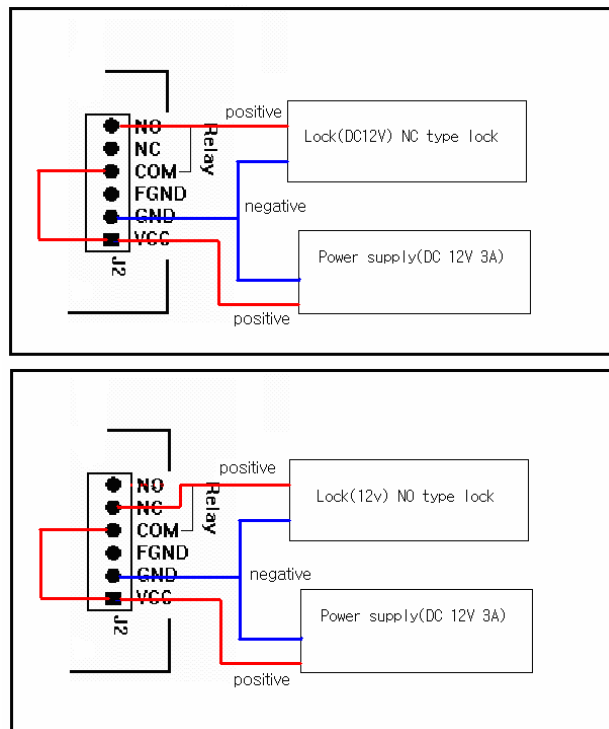 positive
NO
Lock(DC12V) NC type lock
NC
Relay
COM
FGND
negative
GND
VCC
Power supply(DC 12V 3A)
J2
positive
positive
NO
Lock(12v) NO type lock
NC
Relay
COM
FGND
negative
GND
VCC
Power supply(DC 12V 3A)
J2
positive